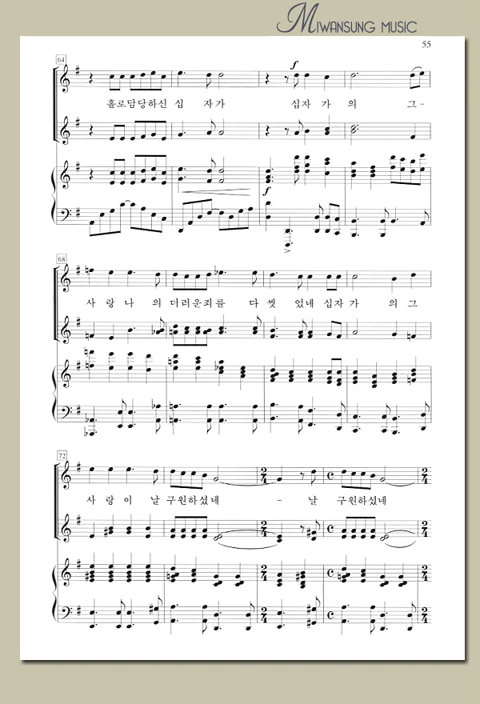 MIWANSUNG MUSIC
55
64
f
홀로담당하신 십 자가 십자 가 의 그-
f
68
사 랑 나 의 더러운죄를 다 씻 었네 십자 가 의 그
72
사 랑 이 날 구원하셨네 - 날 구원하셨네